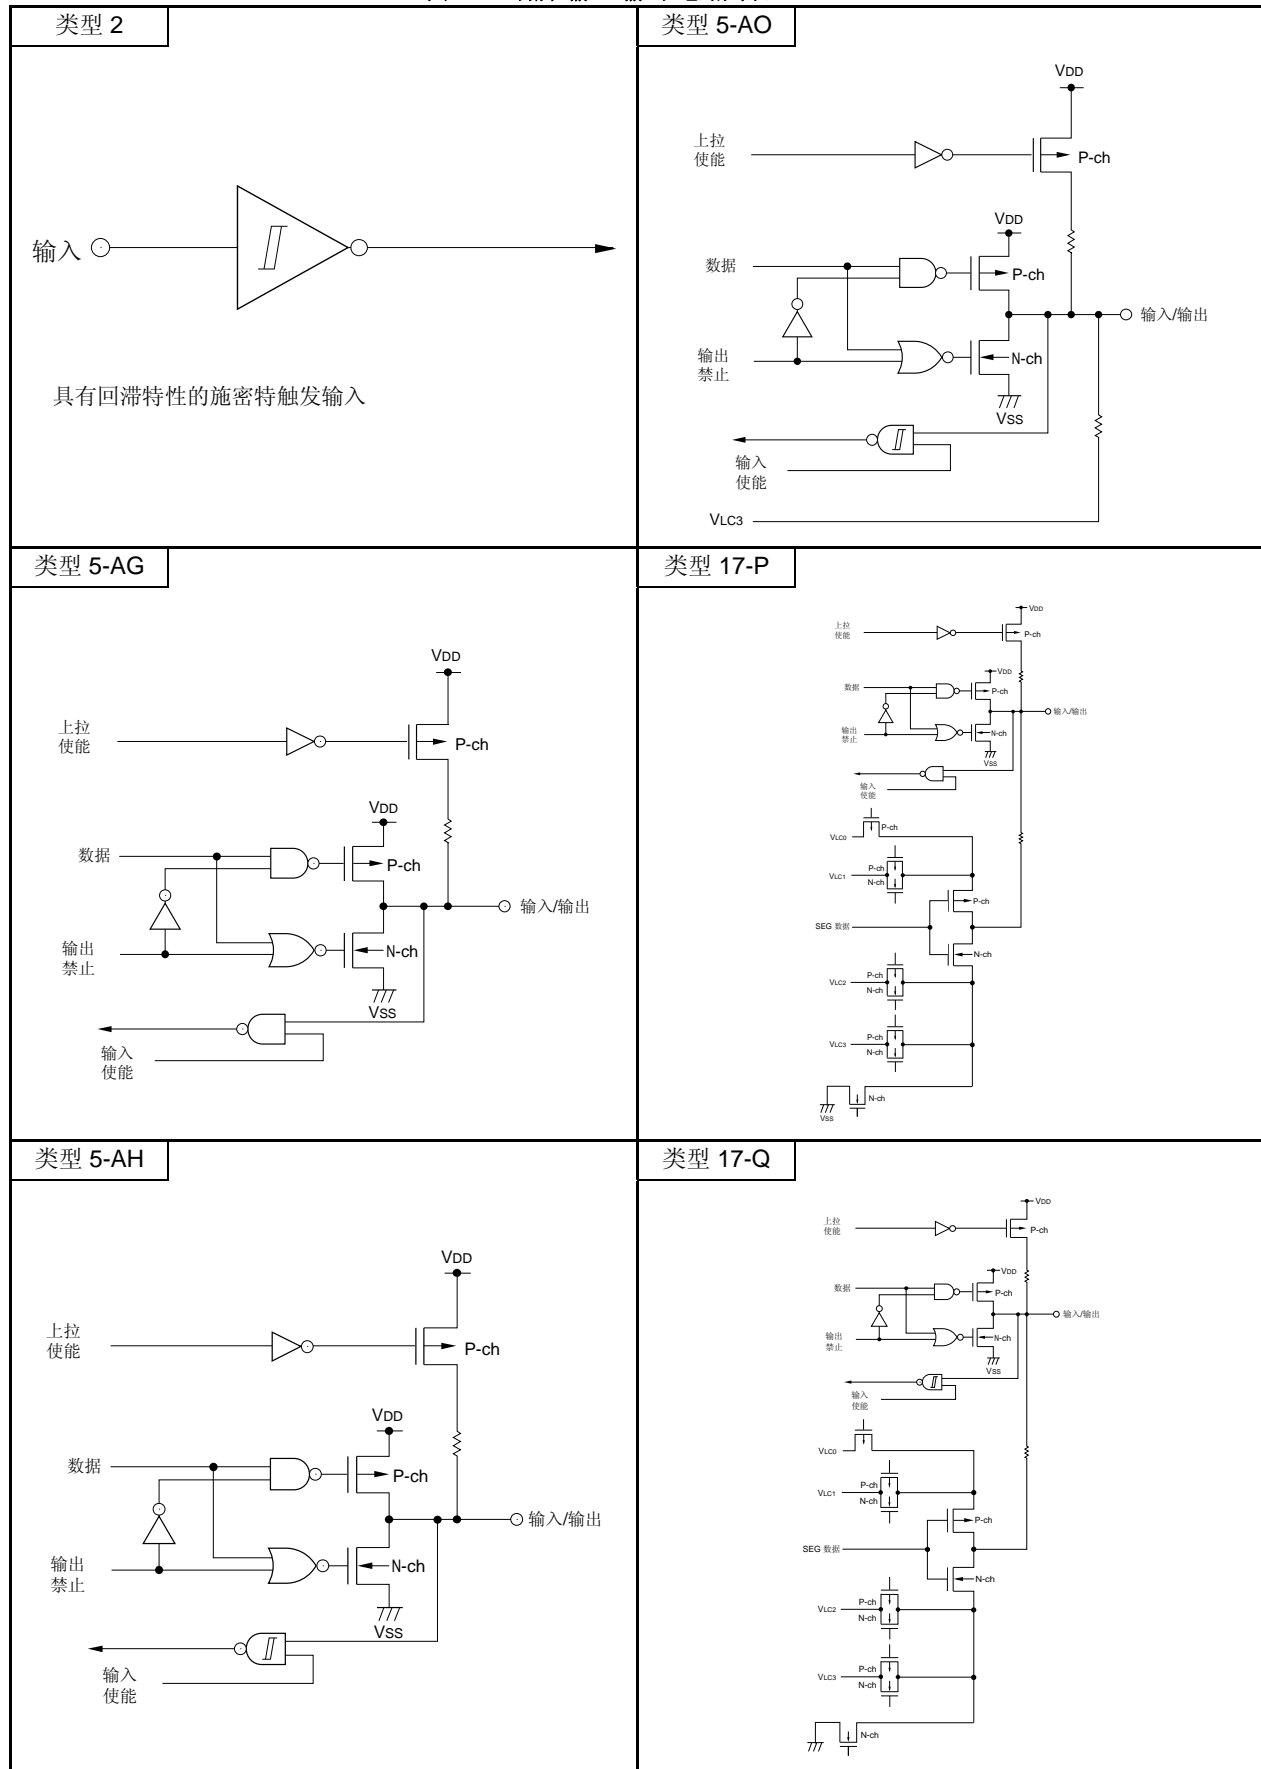 类型 2
输入
具有回滞特性的施密特触发输入
类型 5-AO
VDD
上拉
使能
P-ch
VDD
数据
P-ch
输入/输出
输出
禁止
N-ch
VSS
输入
使能
VLC3
类型 5-AG
VDD
上拉
使能
P-ch
VDD
数据
P-ch
输入/输出
输出
禁止
N-ch
VSS
输入
使能
类型 17-P
VDD
上拉
使能
P-ch
VDD
数据
P-ch
输入/输出
输出
禁止
N-ch
VSS
输入
使能
P-ch
VLC0
P-ch
VLC1
N-ch
P-ch
SEG 数据
N-ch
P-ch
VLC2
N-ch
P-ch
VLC3
N-ch
N-ch
VSS
类型 5-AH
VDD
上拉
使能
P-ch
VDD
数据
P-ch
输入/输出
输出
禁止
N-ch
VSS
输入
使能
类型 17-Q
VDD
上拉
使能
P-ch
VDD
数据
P-ch
输入/输出
输出
禁止
N-ch
VSS
输入
使能
VLC0
P-ch
VLC1
N-ch
P-ch
SEG 数据
N-ch
P-ch
VLC2
N-ch
P-ch
VLC3
N-ch
N-ch